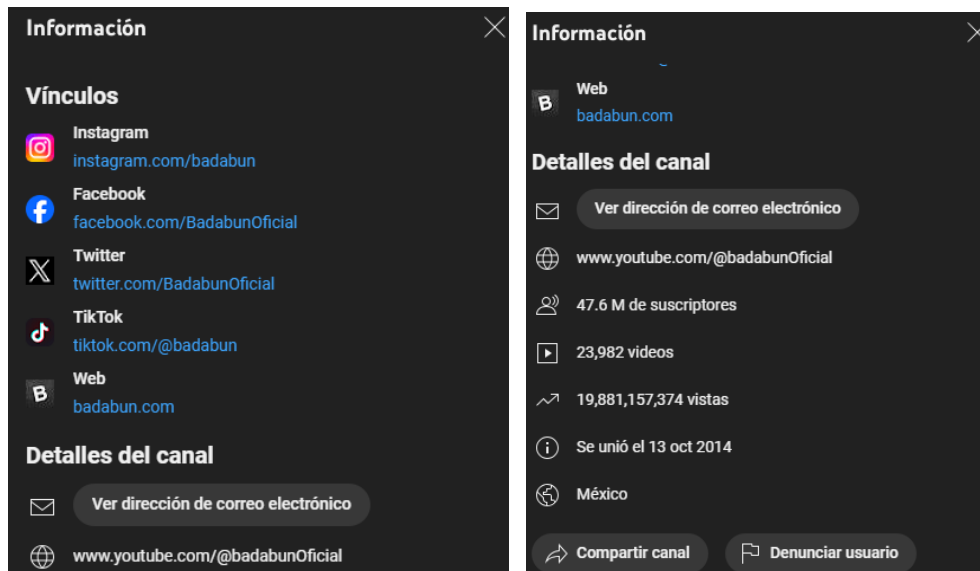 Información
Vínculos
Instagram
instagram.com/badabun
Facebook
facebook.com/BadabunOficial
Twitter
twitter.com/BadabunOficial
TikTok
tiktok.com/@badabun
Web
badabun.com
Detalles del canal
Ver dirección de correo electrónico
www.youtube.com/@badabunOficial
Información
Web
badabun.com
Detalles del canal
Ver dirección de correo electrónico
www.youtube.com/@badabunOficial
47.6 M de suscriptores
23,982 videos
19,881,157,374 vistas
Se unió el 13 oct 2014
México
Compartir canal
Denunciar usuario